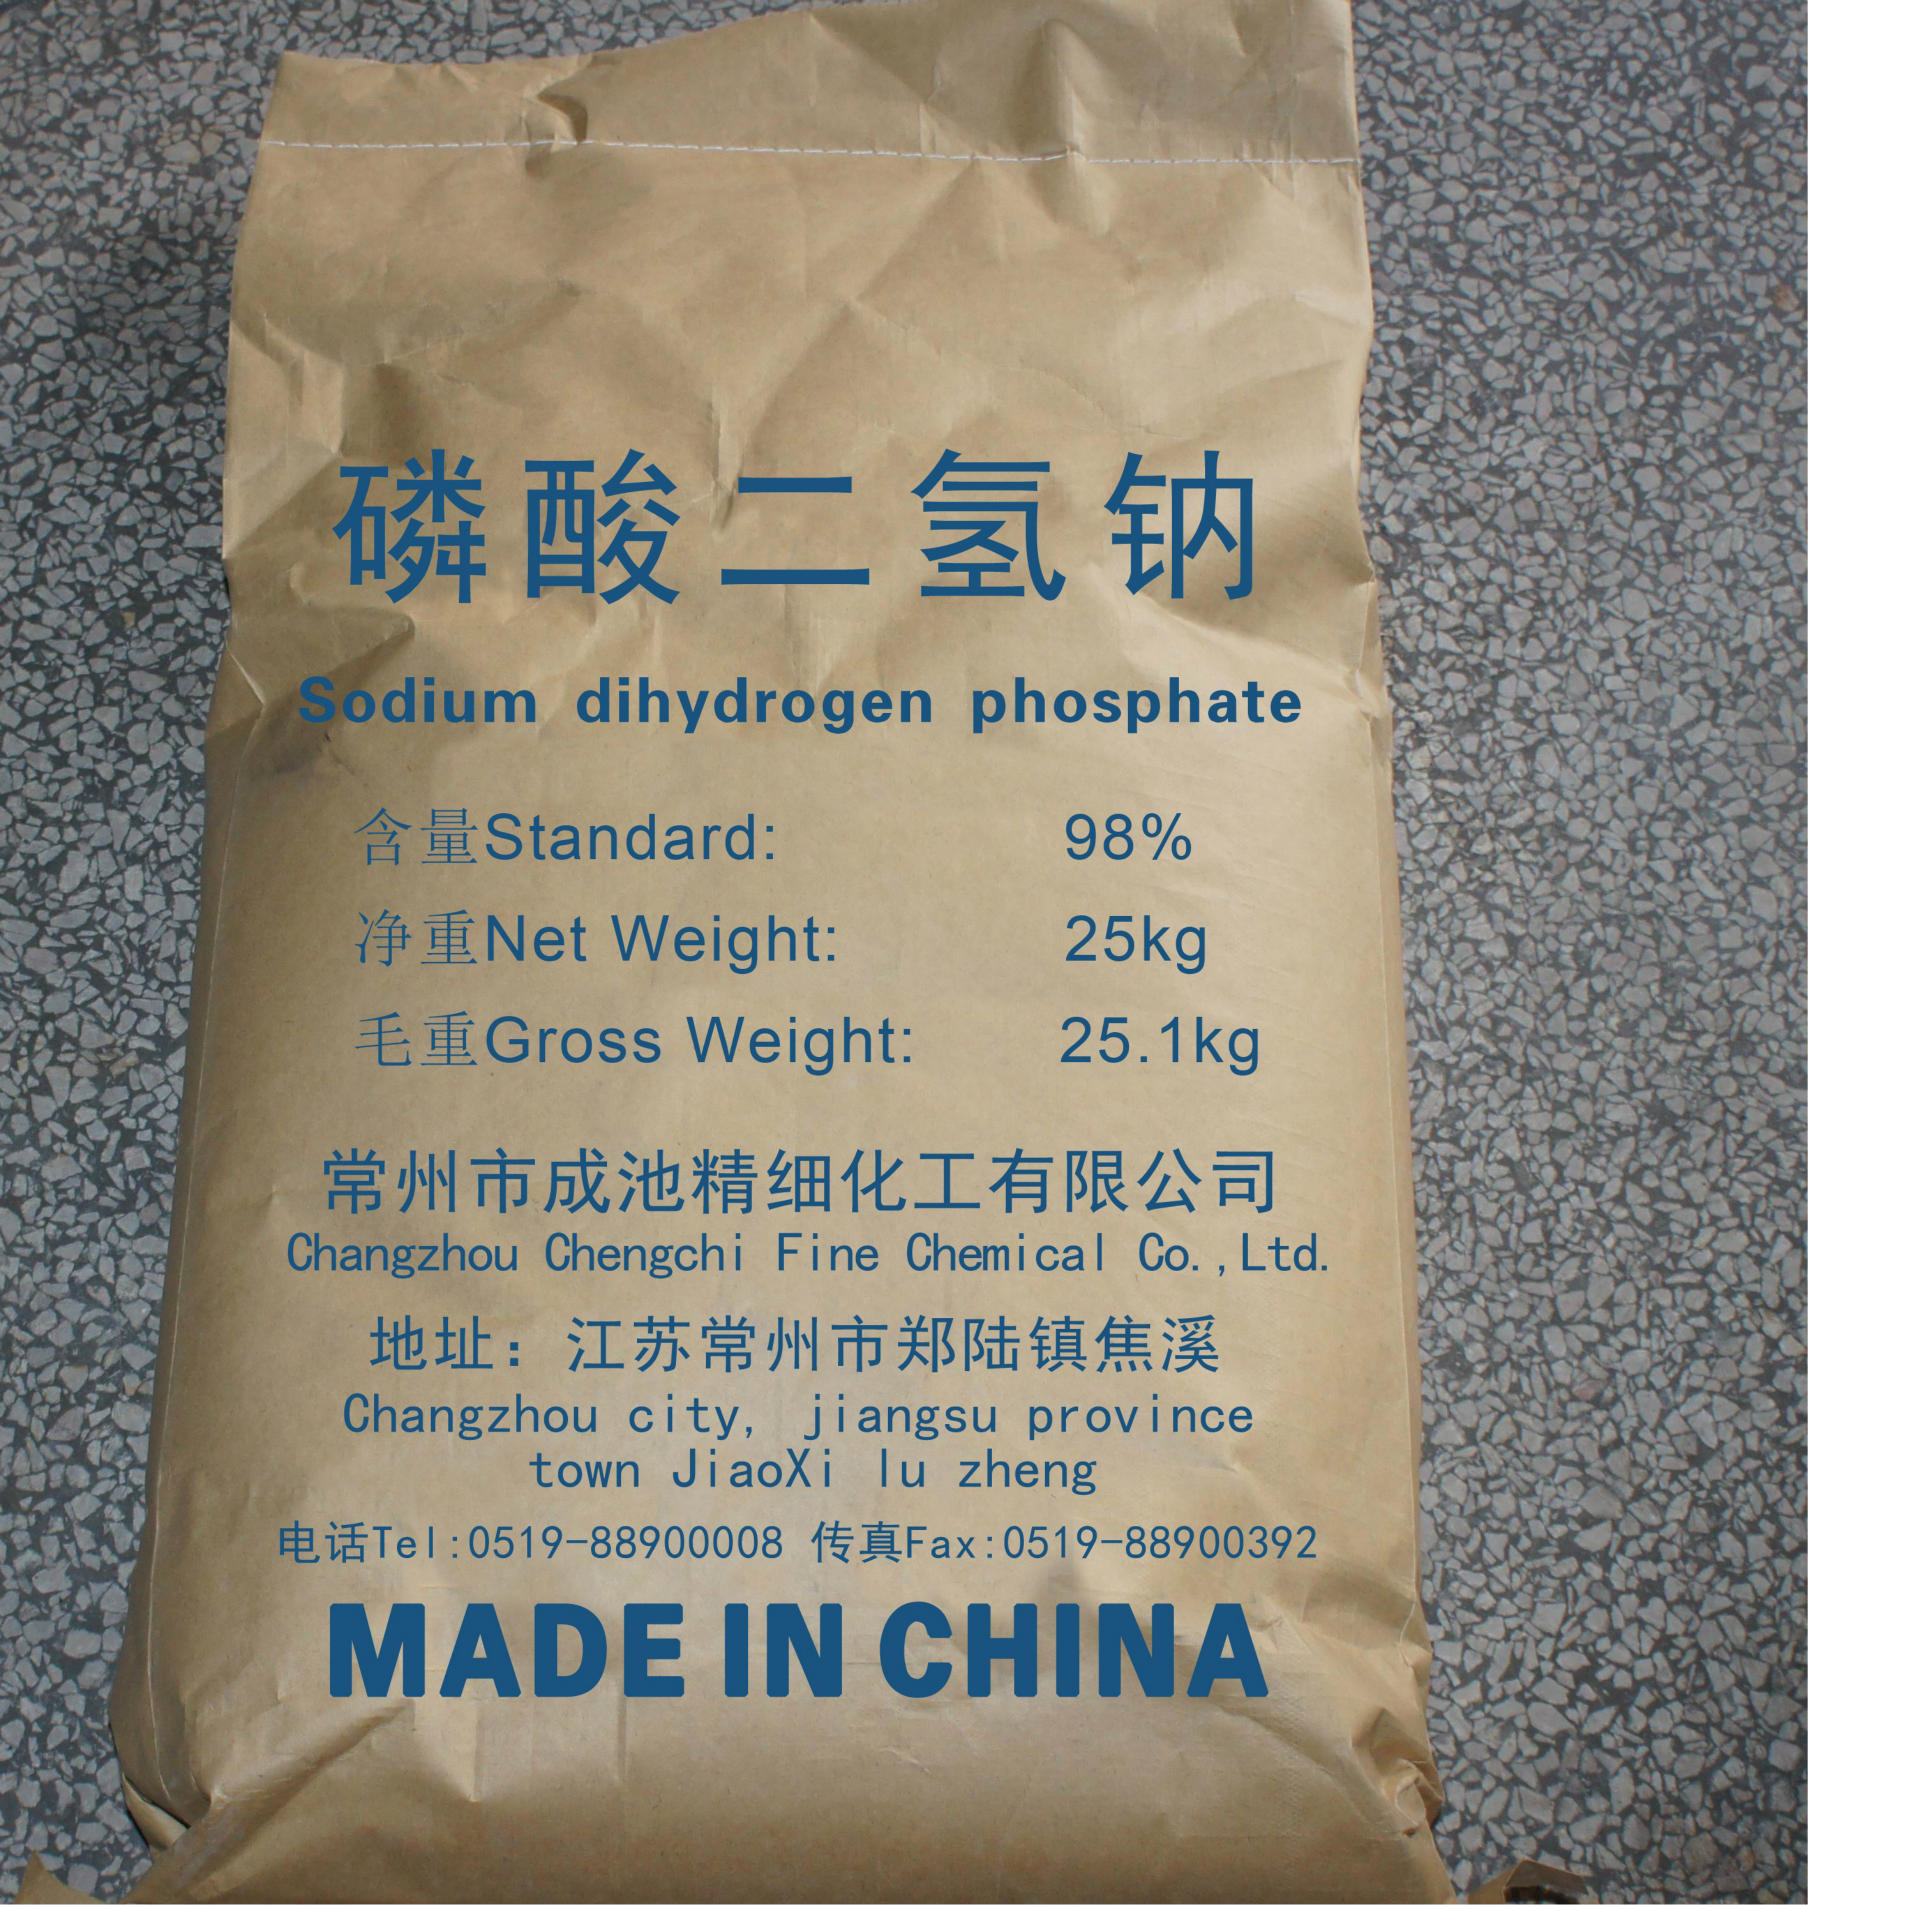 磷酸二氢钠
Sodium dihydrogen phosphate
含量Standard: 98%
净重Net Weight: 25kg
毛重Gross Weight: 25.1kg
常州市成池精细化工有限公司
Changzhou Chengchi Fine Chemical Co.,Ltd.
地址：江苏常州市郑陆镇焦溪
Changzhou city, jiangsu province
town JiaoXi lu zheng
电话Tel:0519-88900008 传真Fax:0519-88900392
MADE IN CHINA